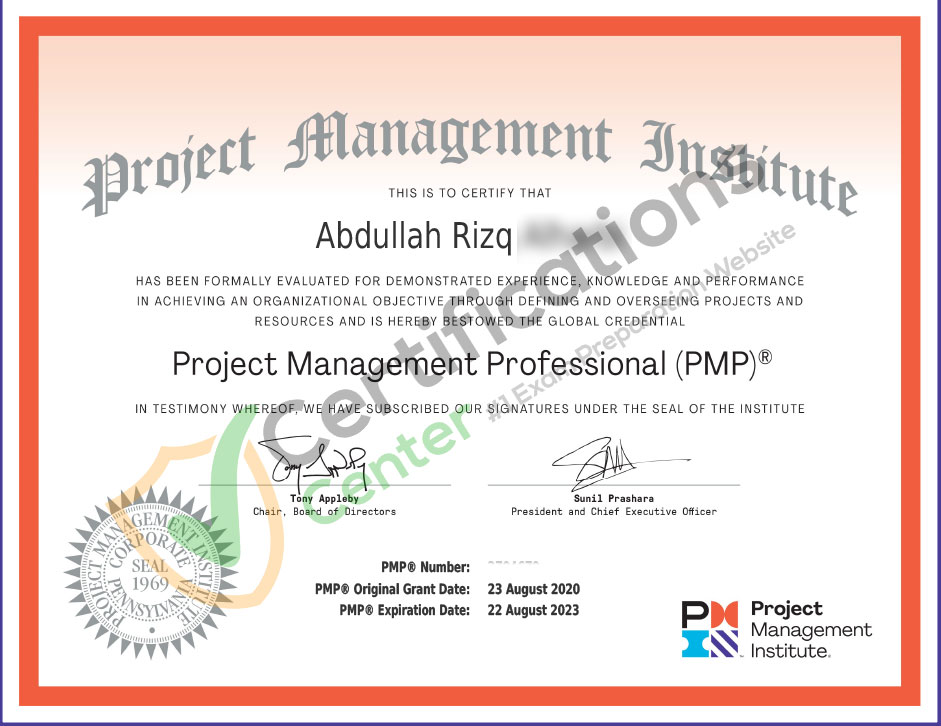 Project Management Institute
THIS IS TO CERTIFY THAT
Abdullah Rizq
HAS BEEN FORMALLY EVALUATED FOR DEMONSTRATED EXPERIENCE, KNOWLEDGE AND PERFORMANCE
IN ACHIEVING AN ORGANIZATIONAL OBJECTIVE THROUGH DEFINING AND OVERSEEING PROJECTS AND
RESOURCES AND IS HEREBY BESTOWED THE GLOBAL CREDENTIAL
Project Management Professional (PMP)®
IN TESTIMONY WHEREOF, WE HAVE SUBSCRIBED OUR SIGNATURES UNDER THE SEAL OF THE INSTITUTE
Certifications
Center
#1 Exam Preparation Website
Tony Appleby
Chair, Board of Directors
Sunil Prashara
President and Chief Executive Officer
PROJECT MANAGEMENT INSTITUTE
CORPORATE
SEAL
1969
PENNSYLVANIA
PMP® Number:
PMP® Original Grant Date: 23 August 2020
PMP® Expiration Date: 22 August 2023
Project
Management
Institute.